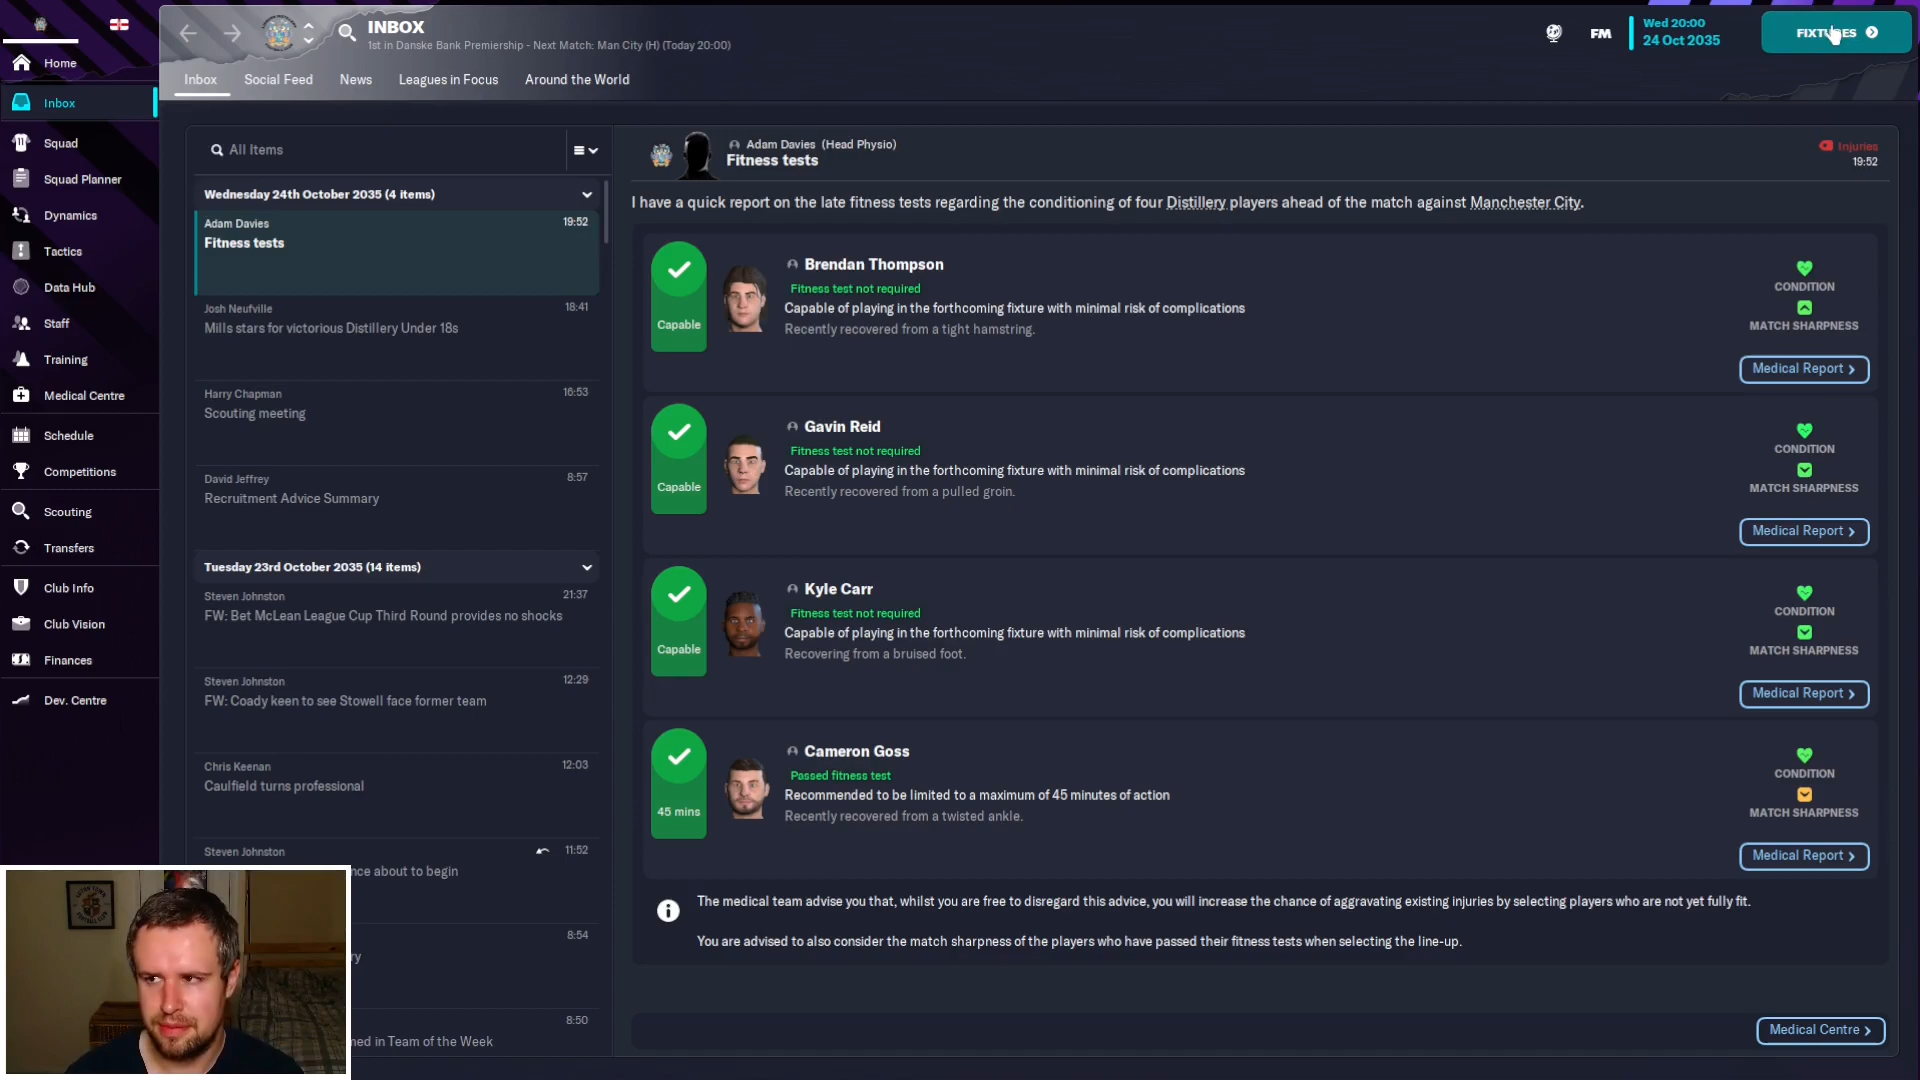 INBOX
1st in Danske Bank Premiership - Next Match: Man City (H) (Today 20:00)
FM
Wed 20:00
24 Oct 2035
FIXTURES
Home
Inbox
Squad
Squad Planner
Dynamics
Tactics
Data Hub
Staff
Training
Medical Centre
Schedule
Competitions
Scouting
Transfers
Club Info
Club Vision
Finances
Dev. Centre
Inbox
Social Feed
News
Leagues in Focus
Around the World
All Items
Wednesday 24th October 2035 (4 items)
Adam Davies
19:52
Fitness tests
Josh Neufville
18:41
Mills stars for victorious Distillery Under 18s
Harry Chapman
16:53
Scouting meeting
David Jeffrey
8:57
Recruitment Advice Summary
Tuesday 23rd October 2035 (14 items)
Steven Johnston
21:37
FW: Bet McLean League Cup Third Round provides no shocks
Steven Johnston
12:29
FW: Coady keen to see Stowell face former team
Chris Keenan
12:03
Caulfield turns professional
Steven Johnston
11:52
nce about to begin
8:54
ry
8:50
ned in Team of the Week
Adam Davies (Head Physio)
Fitness tests
Injuries
19:52
I have a quick report on the late fitness tests regarding the conditioning of four Distillery players ahead of the match against Manchester City.
Capable
Brendan Thompson
Fitness test not required
Capable of playing in the forthcoming fixture with minimal risk of complications
Recently recovered from a tight hamstring.
CONDITION
MATCH SHARPNESS
Medical Report
Capable
Gavin Reid
Fitness test not required
Capable of playing in the forthcoming fixture with minimal risk of complications
Recently recovered from a pulled groin.
CONDITION
MATCH SHARPNESS
Medical Report
Capable
Kyle Carr
Fitness test not required
Capable of playing in the forthcoming fixture with minimal risk of complications
Recovering from a bruised foot.
CONDITION
MATCH SHARPNESS
Medical Report
45 mins
Cameron Goss
Passed fitness test
Recommended to be limited to a maximum of 45 minutes of action
Recently recovered from a twisted ankle.
CONDITION
MATCH SHARPNESS
Medical Report
The medical team advise you that, whilst you are free to disregard this advice, you will increase the chance of aggravating existing injuries by selecting players who are not yet fully fit.
You are advised to also consider the match sharpness of the players who have passed their fitness tests when selecting the line-up.
Medical Centre